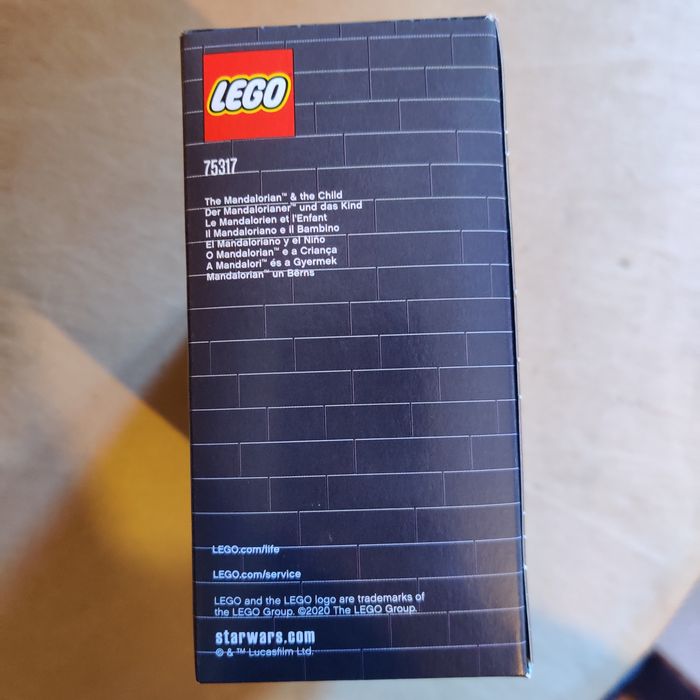 LEGO
75317
The Mandalorian™ & the Child
Der Mandalorianer™ und das Kind
Le Mandalorien et l'Enfant
Il Mandaloriano e il Bambino
El Mandaloriano y el Niño
O Mandalorian™ e a Criança
A Mandalori™ és a Gyermek
Mandalorian™ un Bērns
LEGO.com/life
LEGO.com/service
LEGO and the LEGO logo are trademarks of
the LEGO Group. ©2020 The LEGO Group.
starwars.com
© & ™ Lucasfilm Ltd.